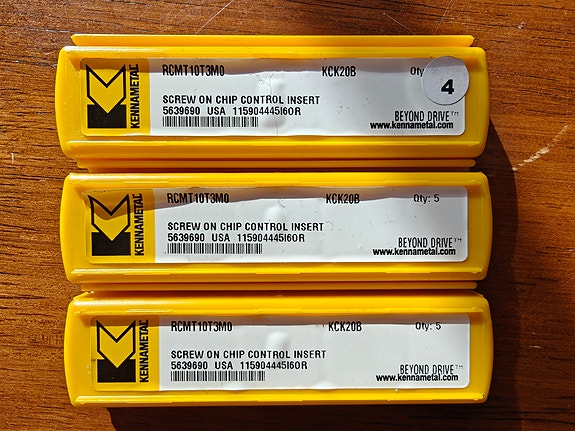 KENNAMETAL
RCMT10T3M0 KCK20B Qty: 4
SCREW ON CHIP CONTROL INSERT
5639690 USA 115904445I6OR
BEYOND DRIVE™
www.kennametal.com
KENNAMETAL
RCMT10T3M0 KCK20B Qty: 5
SCREW ON CHIP CONTROL INSERT
5639690 USA 115904445I6OR
BEYOND DRIVE™
www.kennametal.com
KENNAMETAL
RCMT10T3M0 KCK20B Qty: 5
SCREW ON CHIP CONTROL INSERT
5639690 USA 115904445I6OR
BEYOND DRIVE™
www.kennametal.com